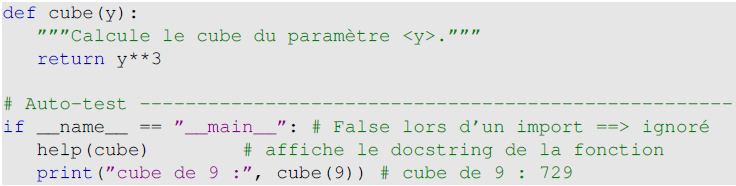 def cube(y):
   ”””Calcule le cube du paramètre <y>.”””
   return y**3

# Auto-test ----------------------------------------------------
if __name__ == ”__main__”: # False lors d’un import ==> ignoré
   help(cube)        # affiche le docstring de la fonction
   print(”cube de 9 :”, cube(9)) # cube de 9 : 729